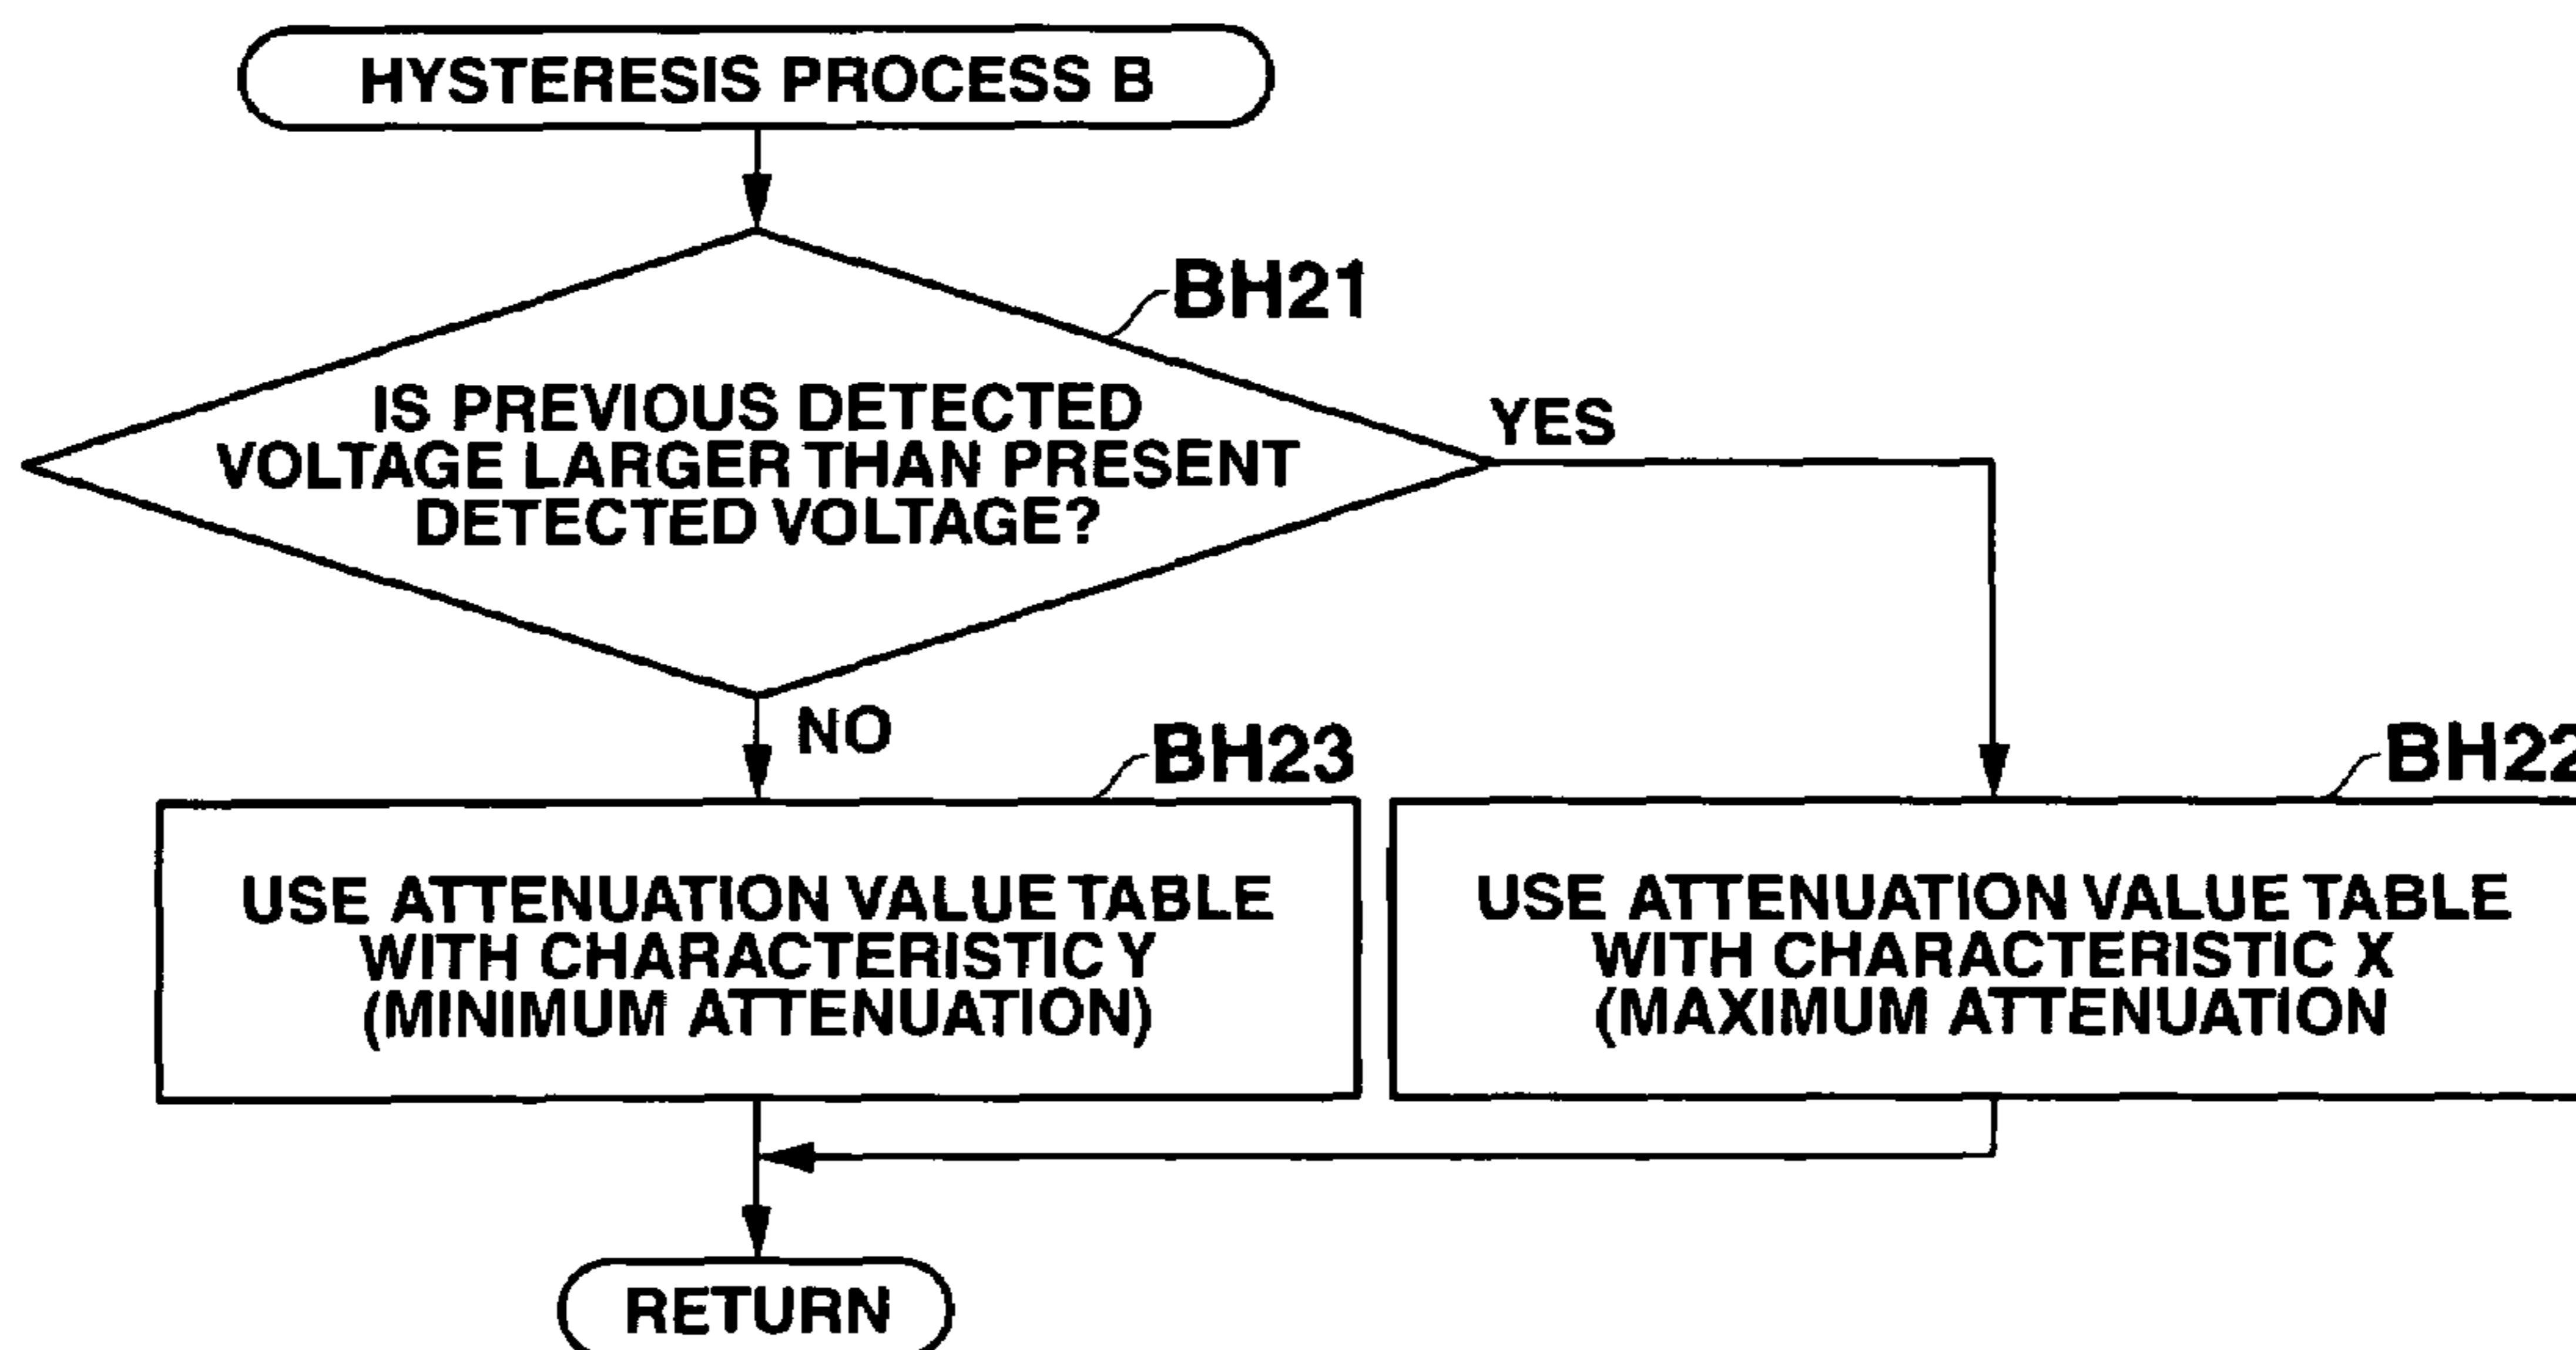 HYSTERESIS PROCESS B
BH21
IS PREVIOUS DETECTED
VOLTAGE LARGER THAN PRESENT
DETECTED VOLTAGE?
YES
NO
BH23
BH22
USE ATTENUATION VALUE TABLE
WITH CHARACTERISTIC Y
(MINIMUM ATTENUATION)
USE ATTENUATION VALUE TABLE
WITH CHARACTERISTIC X
(MAXIMUM ATTENUATION
RETURN